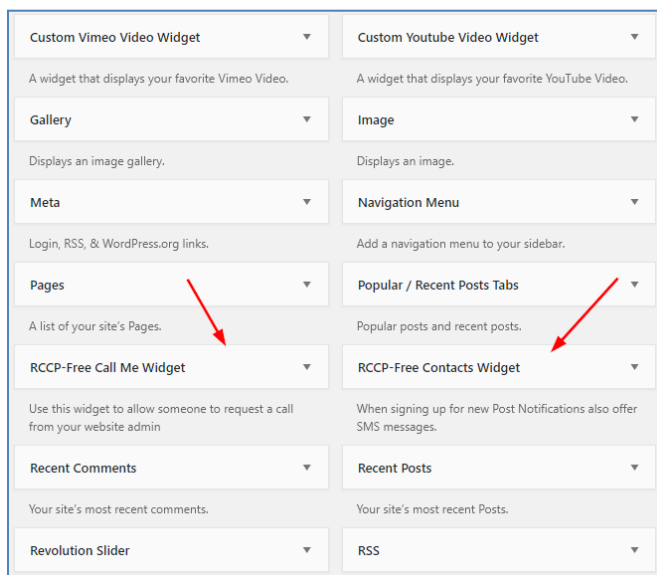 Custom Vimeo Video Widget
Custom Youtube Video Widget
A widget that displays your favorite Vimeo Video.
A widget that displays your favorite YouTube Video.
Gallery
Image
Displays an image gallery.
Displays an image.
Meta
Navigation Menu
Login, RSS, & WordPress.org links.
Add a navigation menu to your sidebar.
Pages
Popular / Recent Posts Tabs
A list of your site's Pages.
Popular posts and recent posts.
RCCP-Free Call Me Widget
RCCP-Free Contacts Widget
Use this widget to allow someone to request a call
from your website admin
When signing up for new Post Notifications also offer
SMS messages.
Recent Comments
Recent Posts
Your site's most recent comments.
Your site's most recent Posts.
Revolution Slider
RSS